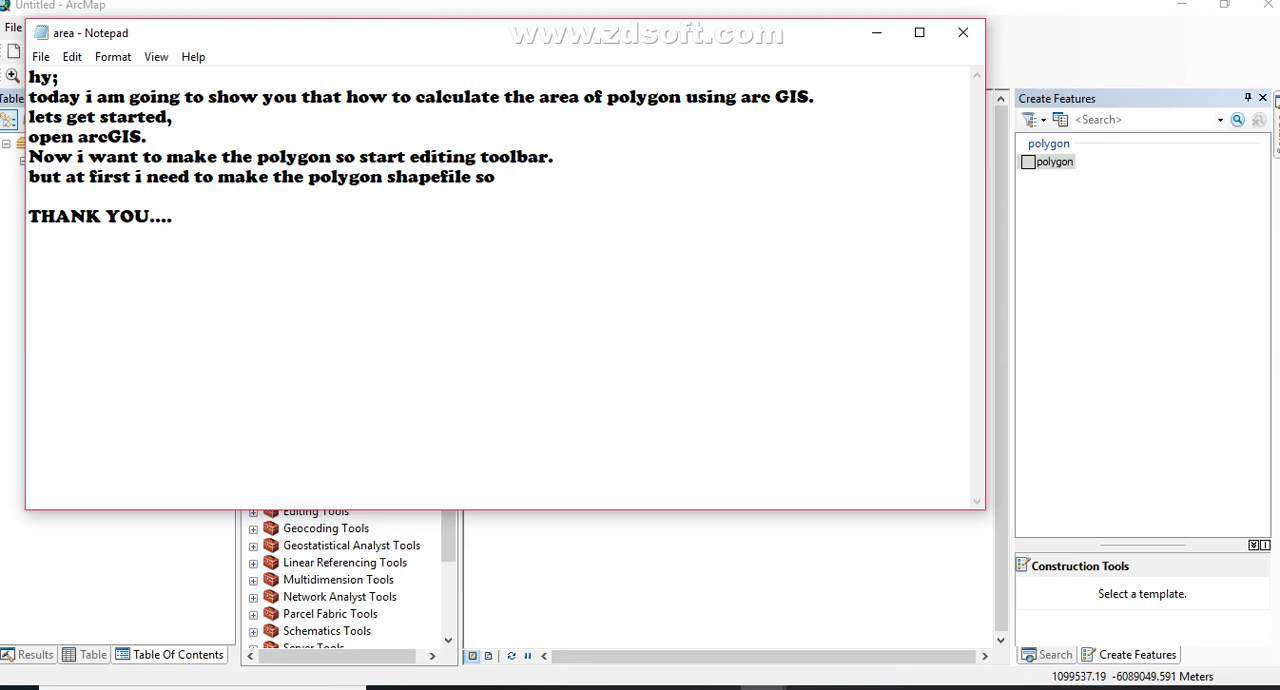 Untitled - ArcMap
File
area - Notepad
www.zdsoft.com
File Edit Format View Help
hy;
today i am going to show you that how to calculate the area of polygon using arc GIS.
lets get started,
open arcGIS.
Now i want to make the polygon so start editing toolbar.
but at first i need to make the polygon shapefile so
THANK YOU....
Table
Create Features
<Search>
polygon
polygon
Editing Tools
Geocoding Tools
Geostatistical Analyst Tools
Linear Referencing Tools
Multidimension Tools
Network Analyst Tools
Parcel Fabric Tools
Schematics Tools
Server Tools
Construction Tools
Select a template.
Results Table Table Of Contents
Search Create Features
1099537.19 -6089049.591 Meters